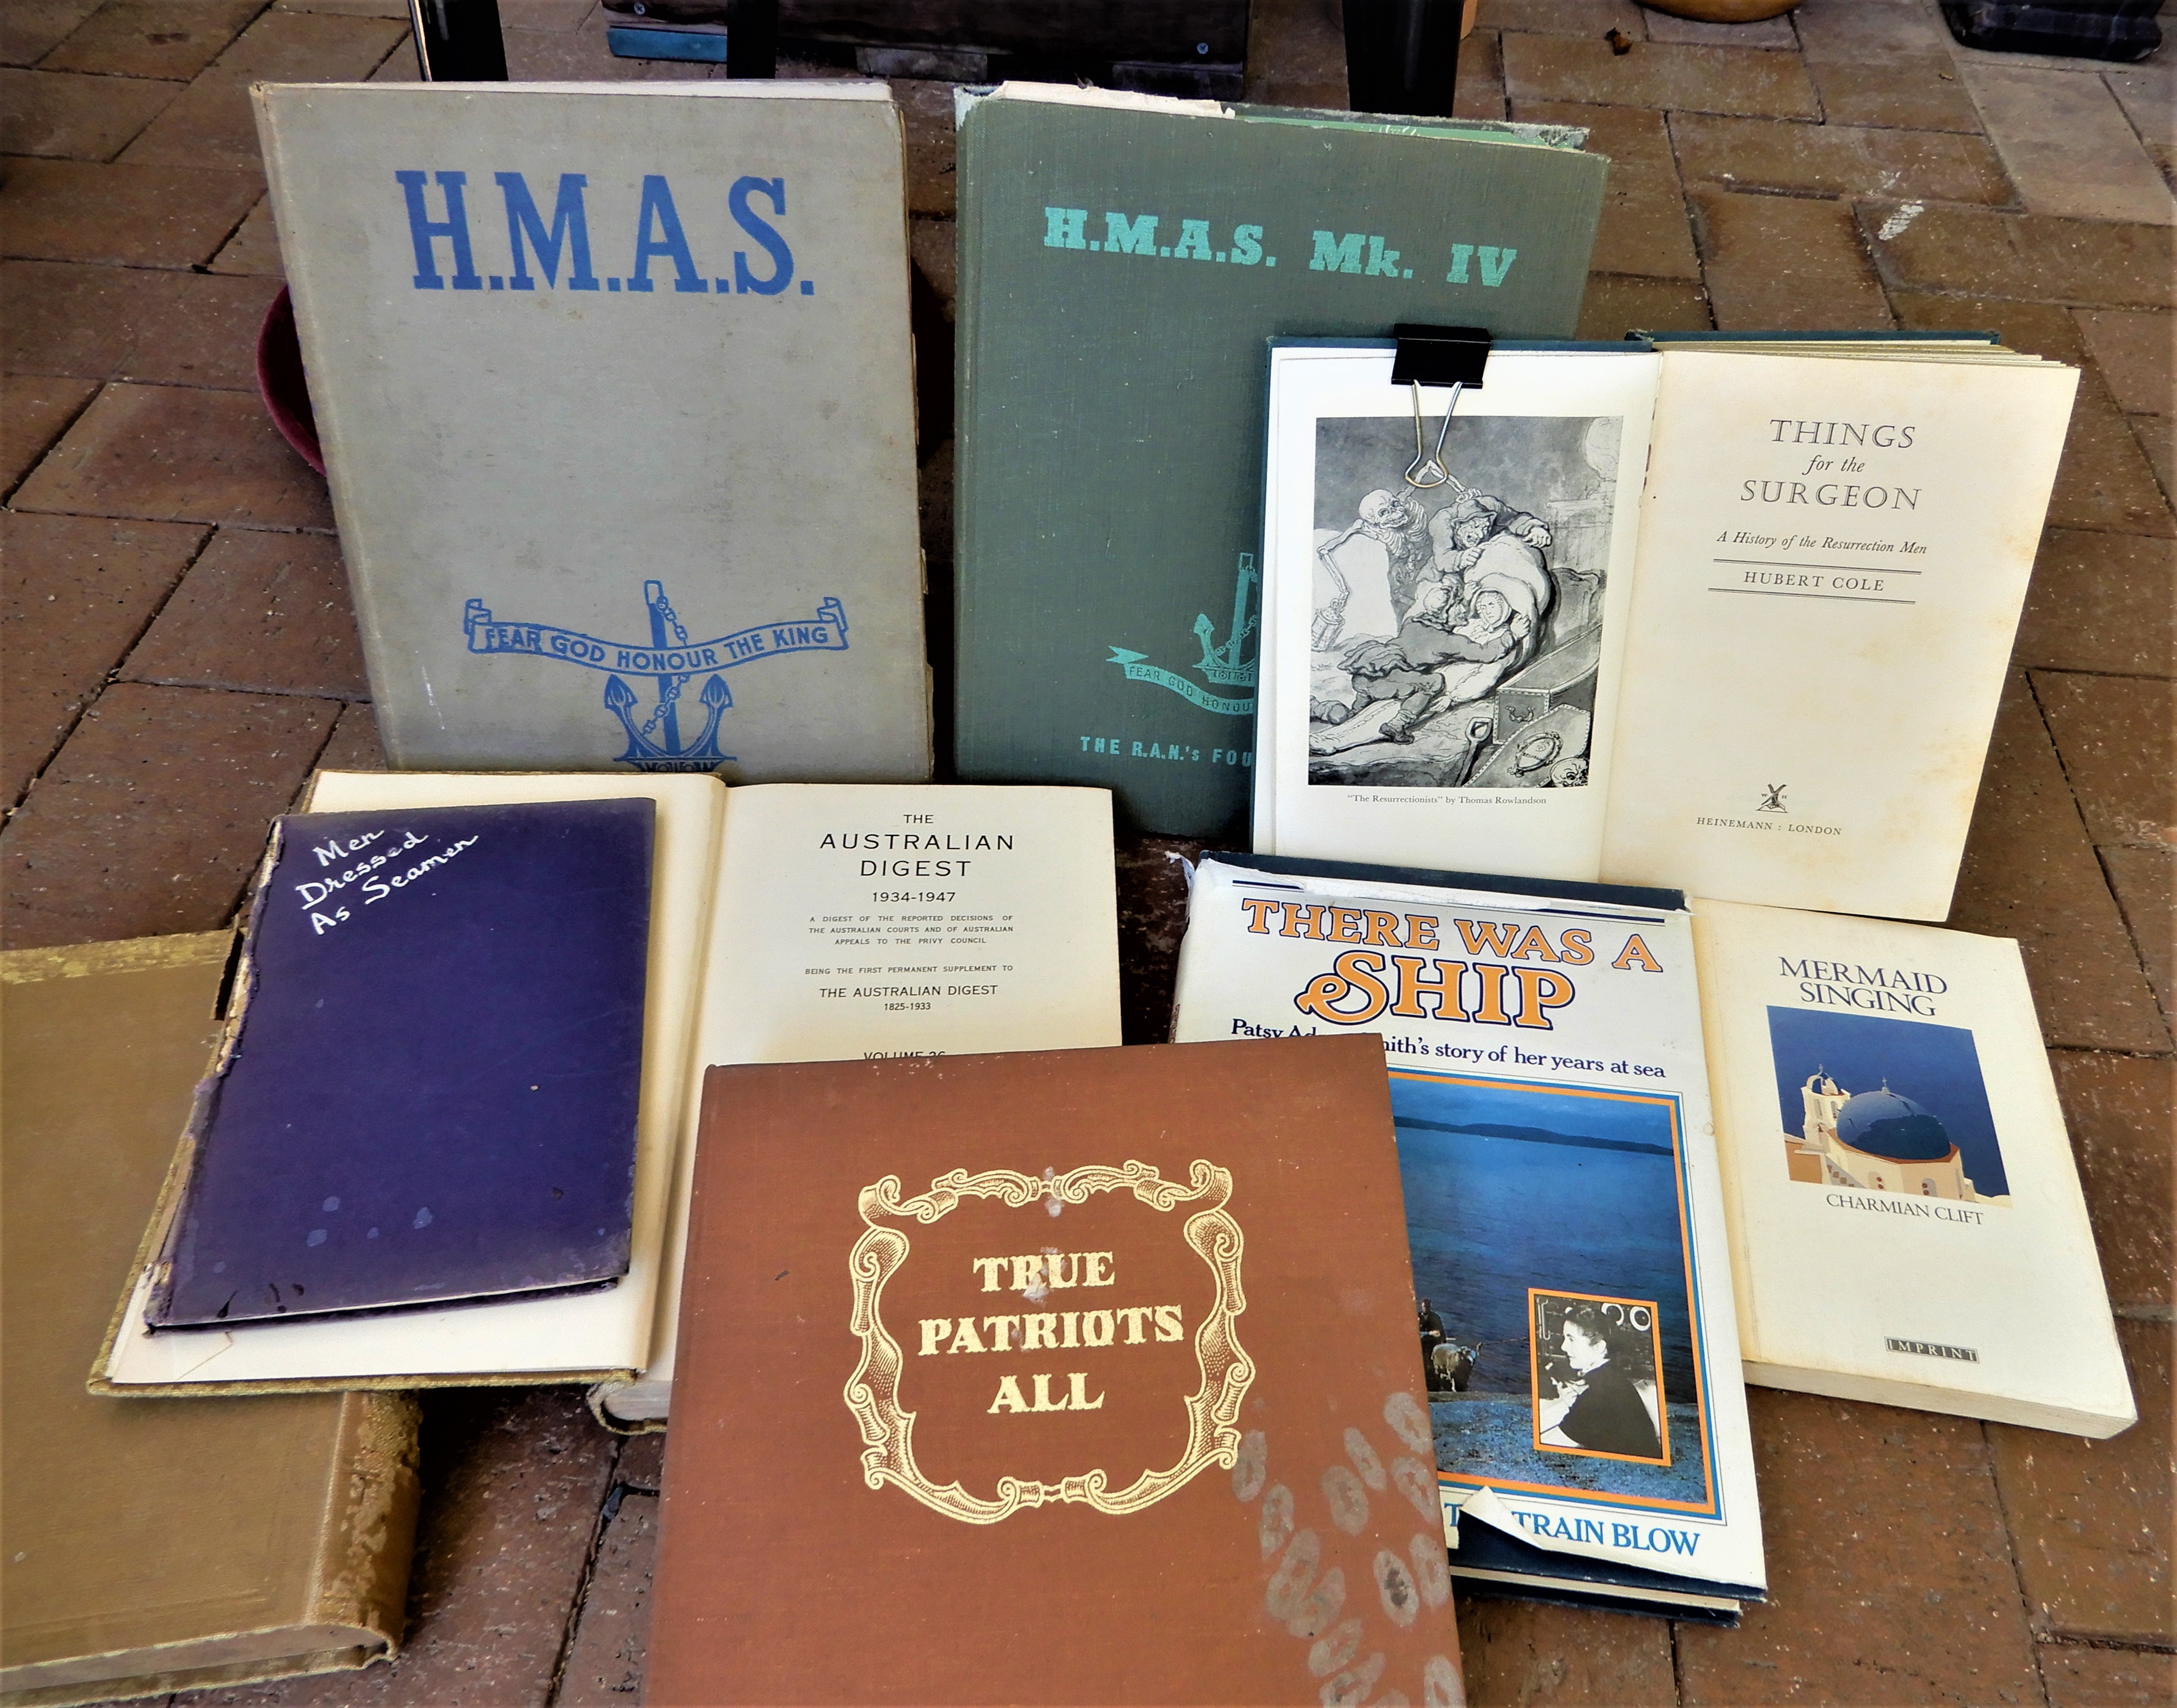 H.M.A.S.
FEAR GOD HONOUR THE KING
H.M.A.S. Mk. IV
FEAR GOD HONOU
THE R.A.N.'s FOU
"The Resurrectionists" by Thomas Rowlandson
THINGS
for the
SURGEON
A History of the Resurrection Men
HUBERT COLE
HEINEMANN : LONDON
Men
Dressed
As Seamen
THE
AUSTRALIAN
DIGEST
1934-1947
A DIGEST OF THE REPORTED DECISIONS OF
THE AUSTRALIAN COURTS AND OF AUSTRALIAN
APPEALS TO THE PRIVY COUNCIL
BEING THE FIRST PERMANENT SUPPLEMENT TO
THE AUSTRALIAN DIGEST
1825-1933
VOLUME
THERE WAS A
SHIP
Patsy Ad mith's story of her years at sea
TRAIN BLOW
MERMAID
SINGING
CHARMIAN CLIFT
IMPRINT
TRUE
PATRIOTS
ALL